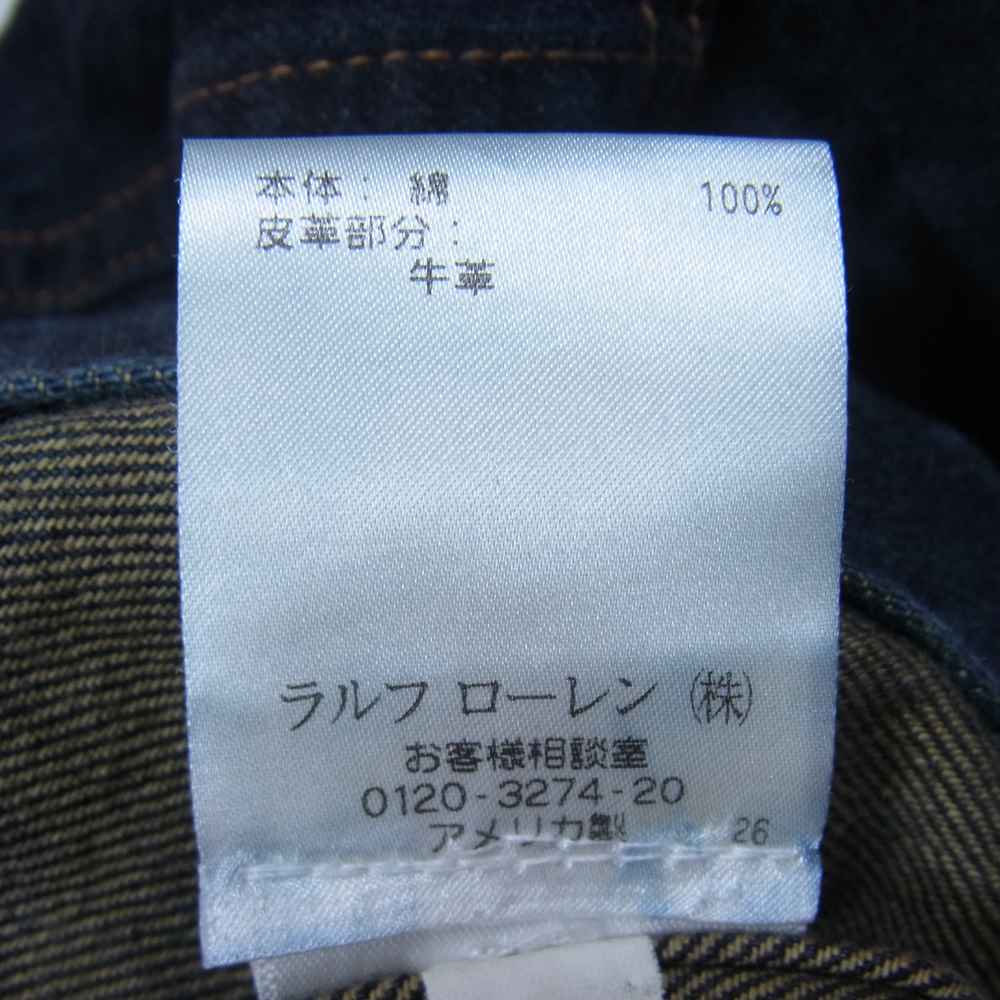 本体： 綿 100%
皮革部分：
牛革
ラルフ ローレン ㈱
お客様相談室
0120-3274-20
アメリカ製 26